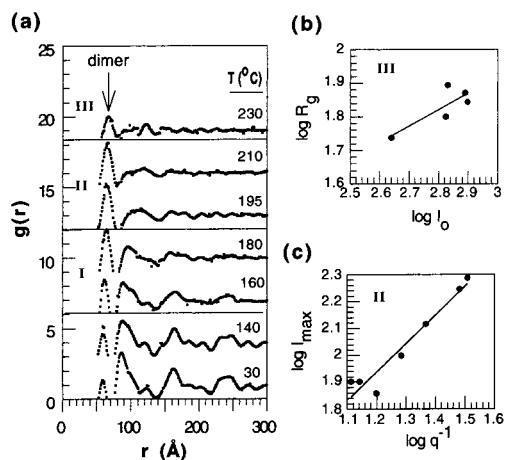 (a)
dimer
T(°C)
III
230
210
II
195
180
I
160
140
30
g(r)
25
20
15
10
5
0
0 100 200 300
r (Å)
(b)
III
log R_g
2
1.9
1.8
1.7
1.6
2.5 2.6 2.7 2.8 2.9 3
log I_o
(c)
II
log I_max
2.3
2.2
2.1
2
1.9
1.8
1.1 1.2 1.3 1.4 1.5 1.6
log q^-1